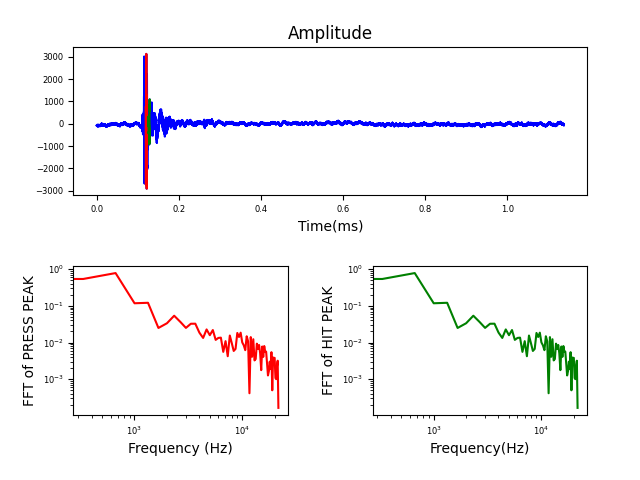 Amplitude
3000
2000
1000
0
−1000
−2000
−3000
0.0 0.2 0.4 0.6 0.8 1.0
Time(ms)
FFT of PRESS PEAK
10⁰
10⁻¹
10⁻²
10⁻³
10³ 10⁴
Frequency (Hz)
FFT of HIT PEAK
10⁰
10⁻¹
10⁻²
10⁻³
10³ 10⁴
Frequency(Hz)